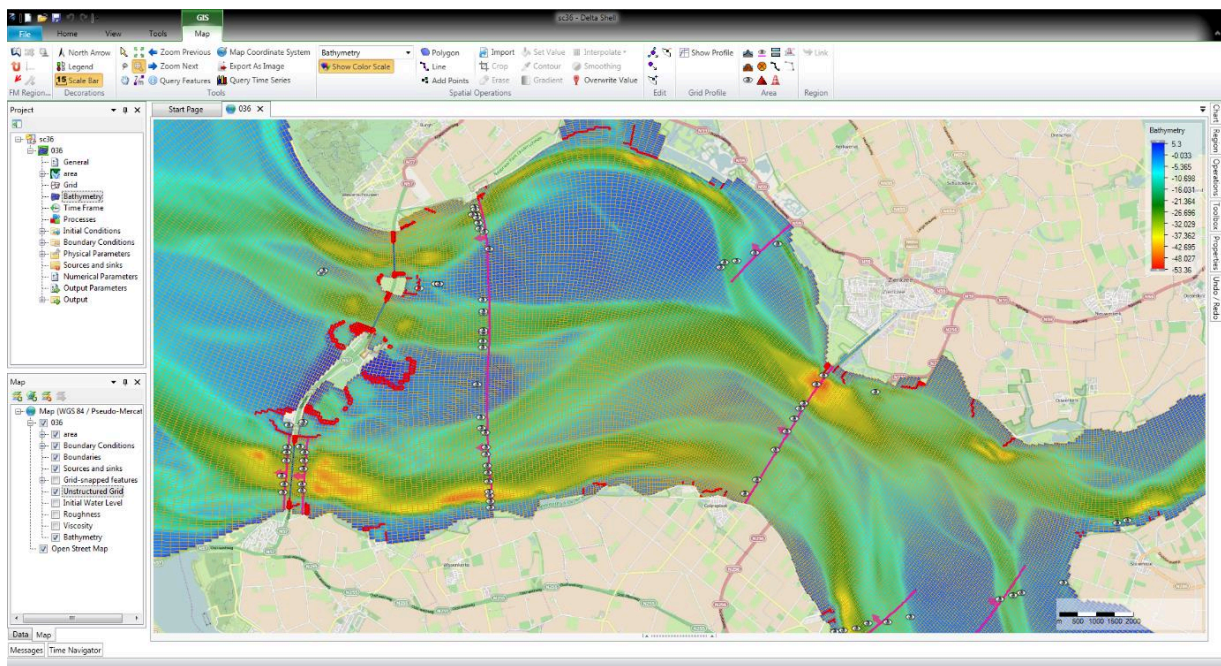 GIS
sc36 - Delta Shell
File Home View Tools Map
North Arrow Zoom Previous Map Coordinate System Bathymetry Polygon Import Set Value Interpolate Show Profile Link
Legend Zoom Next Export As Image Show Color Scale Line Crop Contour Smoothing
15 Scale Bar Query Features Query Time Series Add Points Erase Gradient Overwrite Value
FM Region... Decorations Tools Spatial Operations Edit Grid Profile Area Region
Project
Start Page 036
sc36
036
General
area
Grid
Bathymetry
Time Frame
Processes
Initial Conditions
Boundary Conditions
Physical Parameters
Sources and sinks
Numerical Parameters
Output Parameters
Output
Map
Map (WGS 84 / Pseudo-Mercat
036
area
Boundary Conditions
Boundaries
Sources and sinks
Grid-snapped features
Unstructured Grid
Initial Water Level
Roughness
Viscosity
Bathymetry
Open Street Map
Data Map
Messages Time Navigator
Bathymetry
5.3
-0.033
-5.365
-10.698
-16.031
-21.364
-26.696
-32.029
-37.362
-42.695
-48.027
-53.36
m 500 1000 1500 2000
Chart
Region
Operations
Toolbox
Properties
Undo / Redo